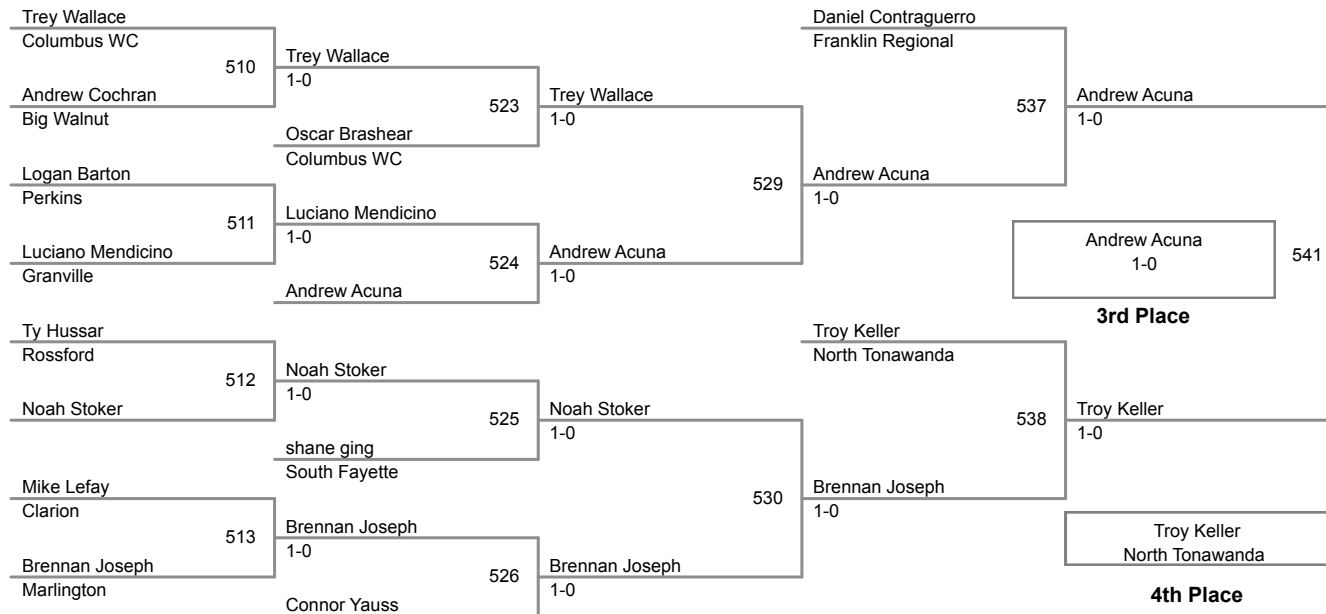 Trey Wallace
Columbus WC
510
Andrew Cochran
Big Walnut
Logan Barton
Perkins
511
Luciano Mendicino
Granville
Ty Hussar
Rossford
512
Noah Stoker
Mike Lefay
Clarion
513
Brennan Joseph
Marlington
Trey Wallace
1-0
523
Oscar Brashear
Columbus WC
Luciano Mendicino
1-0
524
Andrew Acuna
Noah Stoker
1-0
525
shane ging
South Fayette
Brennan Joseph
1-0
526
Connor Yauss
Trey Wallace
1-0
529
Andrew Acuna
1-0
Noah Stoker
1-0
530
Brennan Joseph
1-0
Daniel Contraguerro
Franklin Regional
537
Andrew Acuna
1-0
Troy Keller
North Tonawanda
538
Brennan Joseph
1-0
Andrew Acuna
1-0
Andrew Acuna
1-0
541
3rd Place
Troy Keller
1-0
Troy Keller
North Tonawanda
4th Place